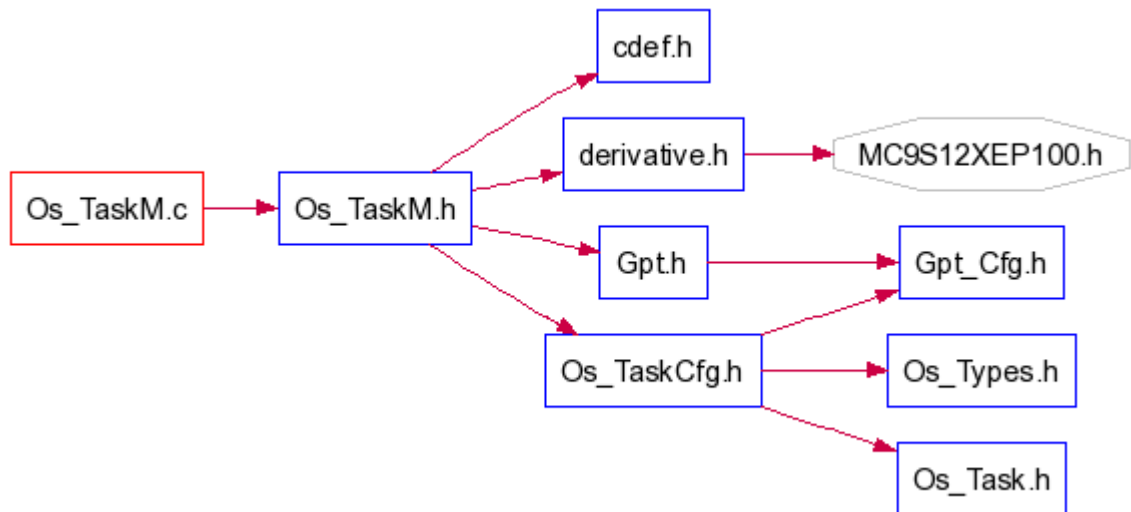 cdef.h
derivative.h
MC9S12XEP100.h
Os_TaskM.c
Os_TaskM.h
Gpt.h
Gpt_Cfg.h
Os_TaskCfg.h
Os_Types.h
Os_Task.h